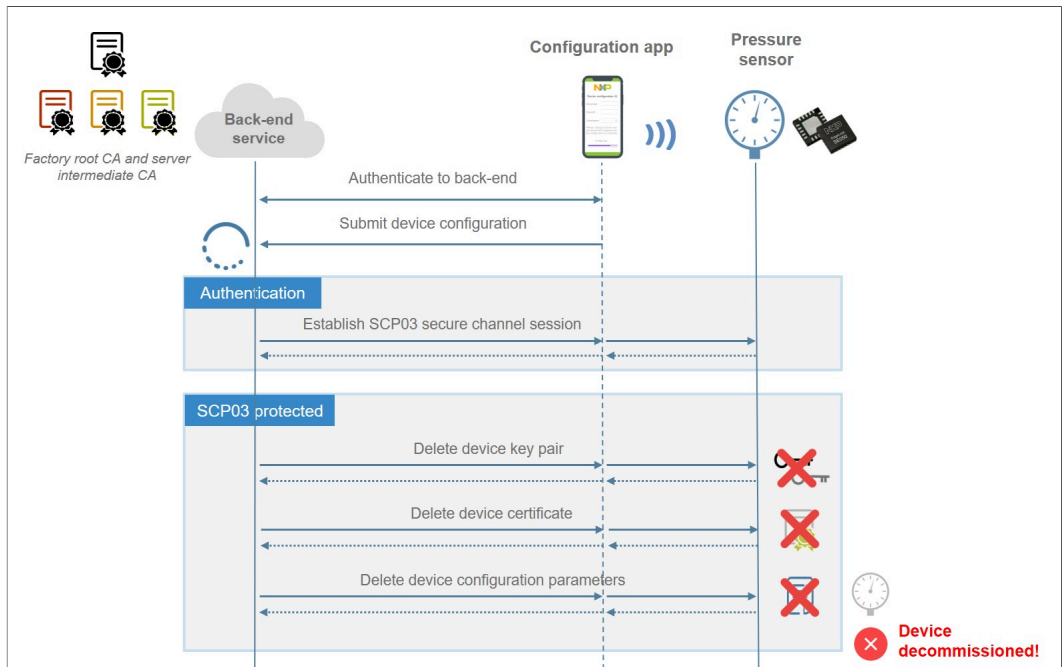 Configuration app
Pressure
sensor
Back-end
service
NXP
Factory root CA and server
intermediate CA
Authenticate to back-end
Submit device configuration
Authentication
Establish SCP03 secure channel session
SCP03 protected
Delete device key pair
Delete device certificate
Delete device configuration parameters
Device
decommissioned!